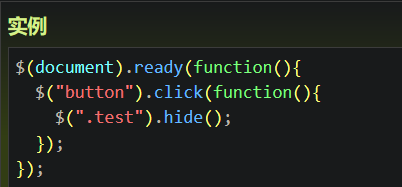 实例
$(document).ready(function(){
  $("button").click(function(){
    $(".test").hide();
  });
});